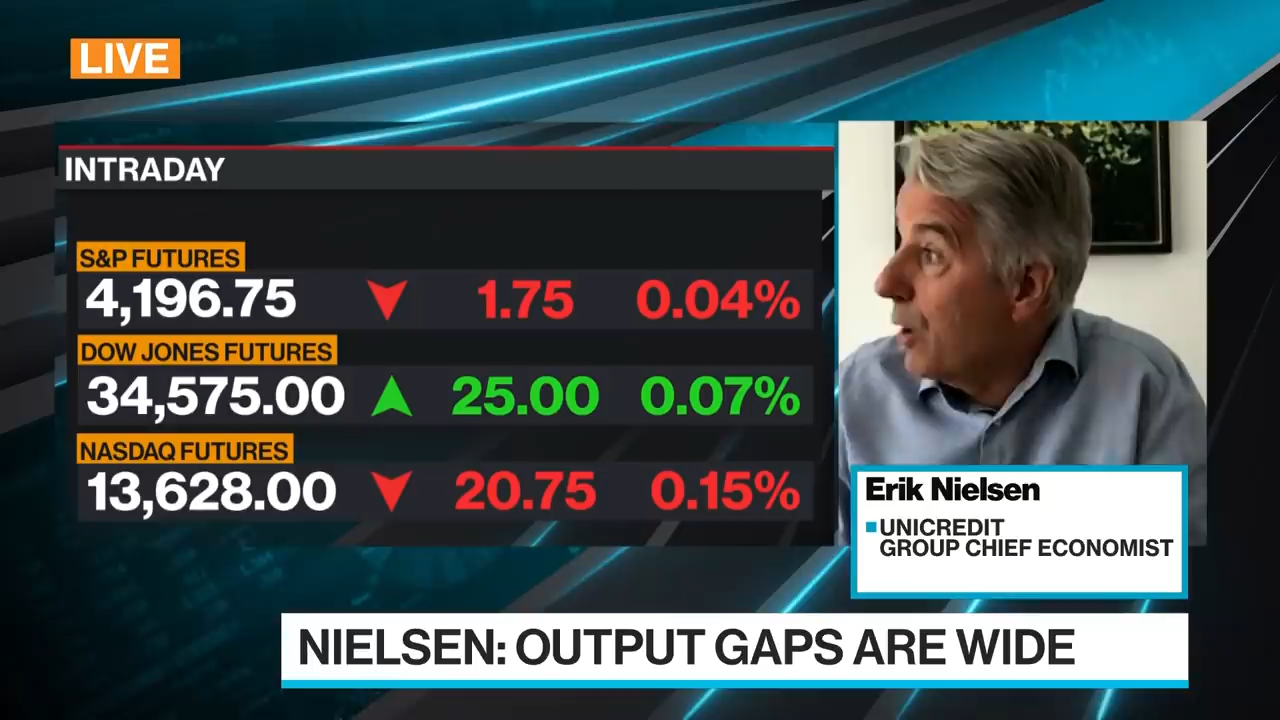 LIVE
INTRADAY
S&P FUTURES
4,196.75 ▼ 1.75 0.04%
DOW JONES FUTURES
34,575.00 ▲ 25.00 0.07%
NASDAQ FUTURES
13,628.00 ▼ 20.75 0.15%
Erik Nielsen
UNICREDIT
GROUP CHIEF ECONOMIST
NIELSEN: OUTPUT GAPS ARE WIDE